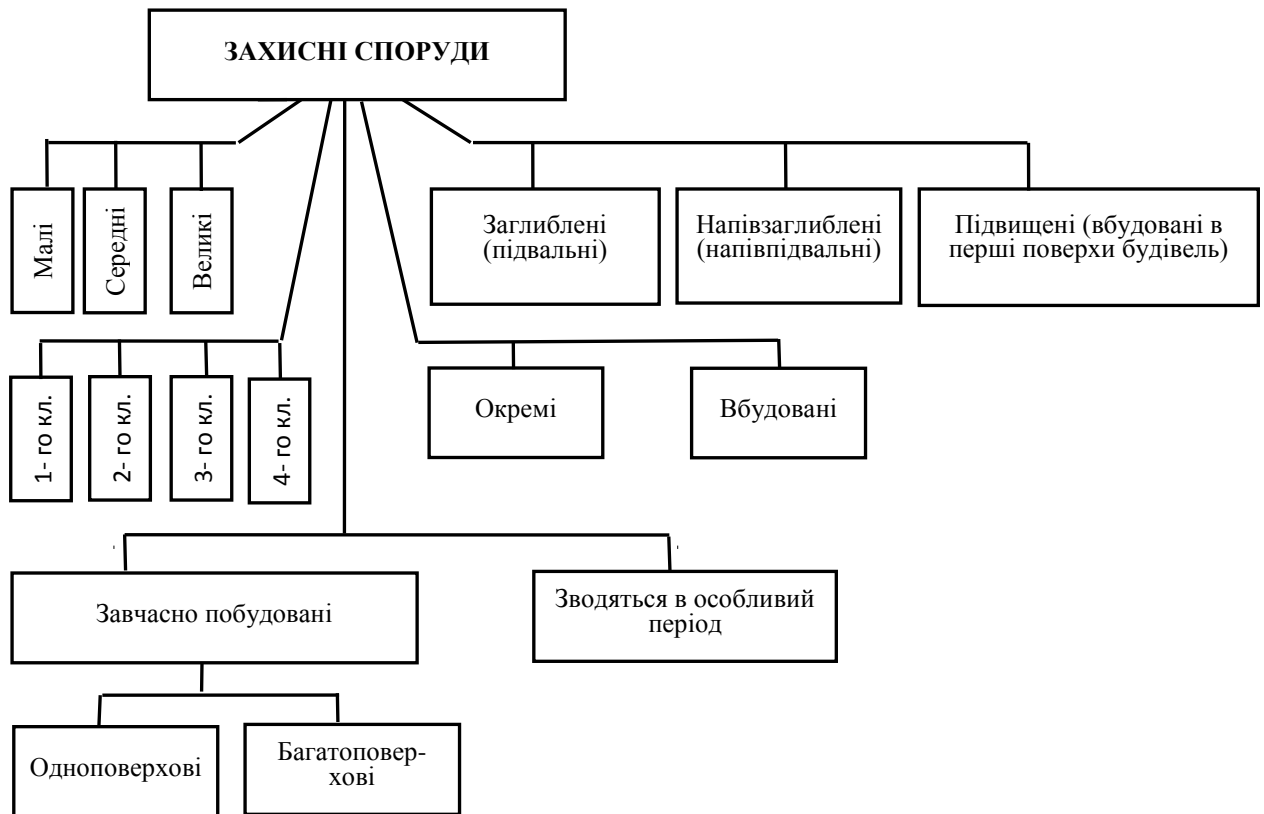 ЗАХИСНІ СПОРУДИ
Малі
Середні
Великі
Заглиблені
(підвальні)
Напівзаглиблені
(напівпідвальні)
Підвищені (вбудовані в
перші поверхи будівель)
1- го кл.
2- го кл.
3- го кл.
4- го кл.
Окремі
Вбудовані
Завчасно побудовані
Зводяться в особливий
період
Одноповерхові
Багатоповер-
хові